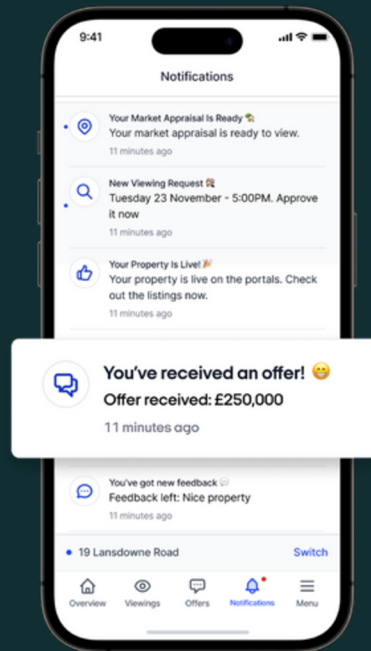 9:41
Notifications
Your Market Appraisal Is Ready 🏡
Your market appraisal is ready to view.
11 minutes ago
New Viewing Request 🏘️
Tuesday 23 November - 5:00PM. Approve
it now
11 minutes ago
Your Property Is Live! 🎉
Your property is live on the portals. Check
out the listings now.
11 minutes ago
You've received an offer! 😁
Offer received: £250,000
11 minutes ago
You've got new feedback 💬
Feedback left: Nice property
11 minutes ago
19 Lansdowne Road
Switch
Overview
Viewings
Offers
Notifications
Menu